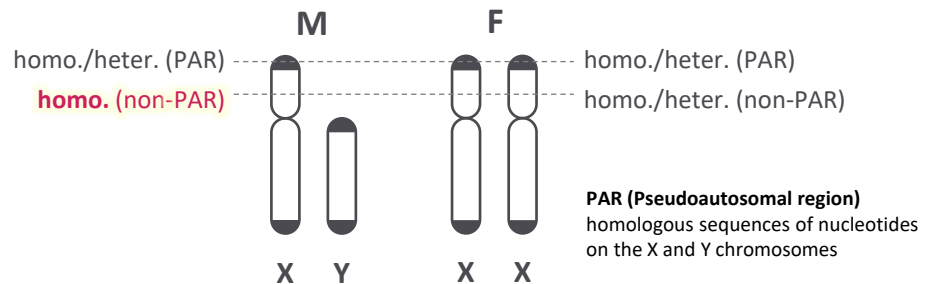 M F
homo./heter. (PAR) homo./heter. (PAR)
homo. (non-PAR) homo./heter. (non-PAR)
PAR (Pseudoautosomal region)
homologous sequences of nucleotides
on the X and Y chromosomes
X Y X X